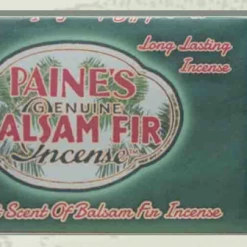 Long Lasting
Incense
PAINE'S
GENUINE
BALSAM FIR
Incense
Scent Of Balsam Fir Incense